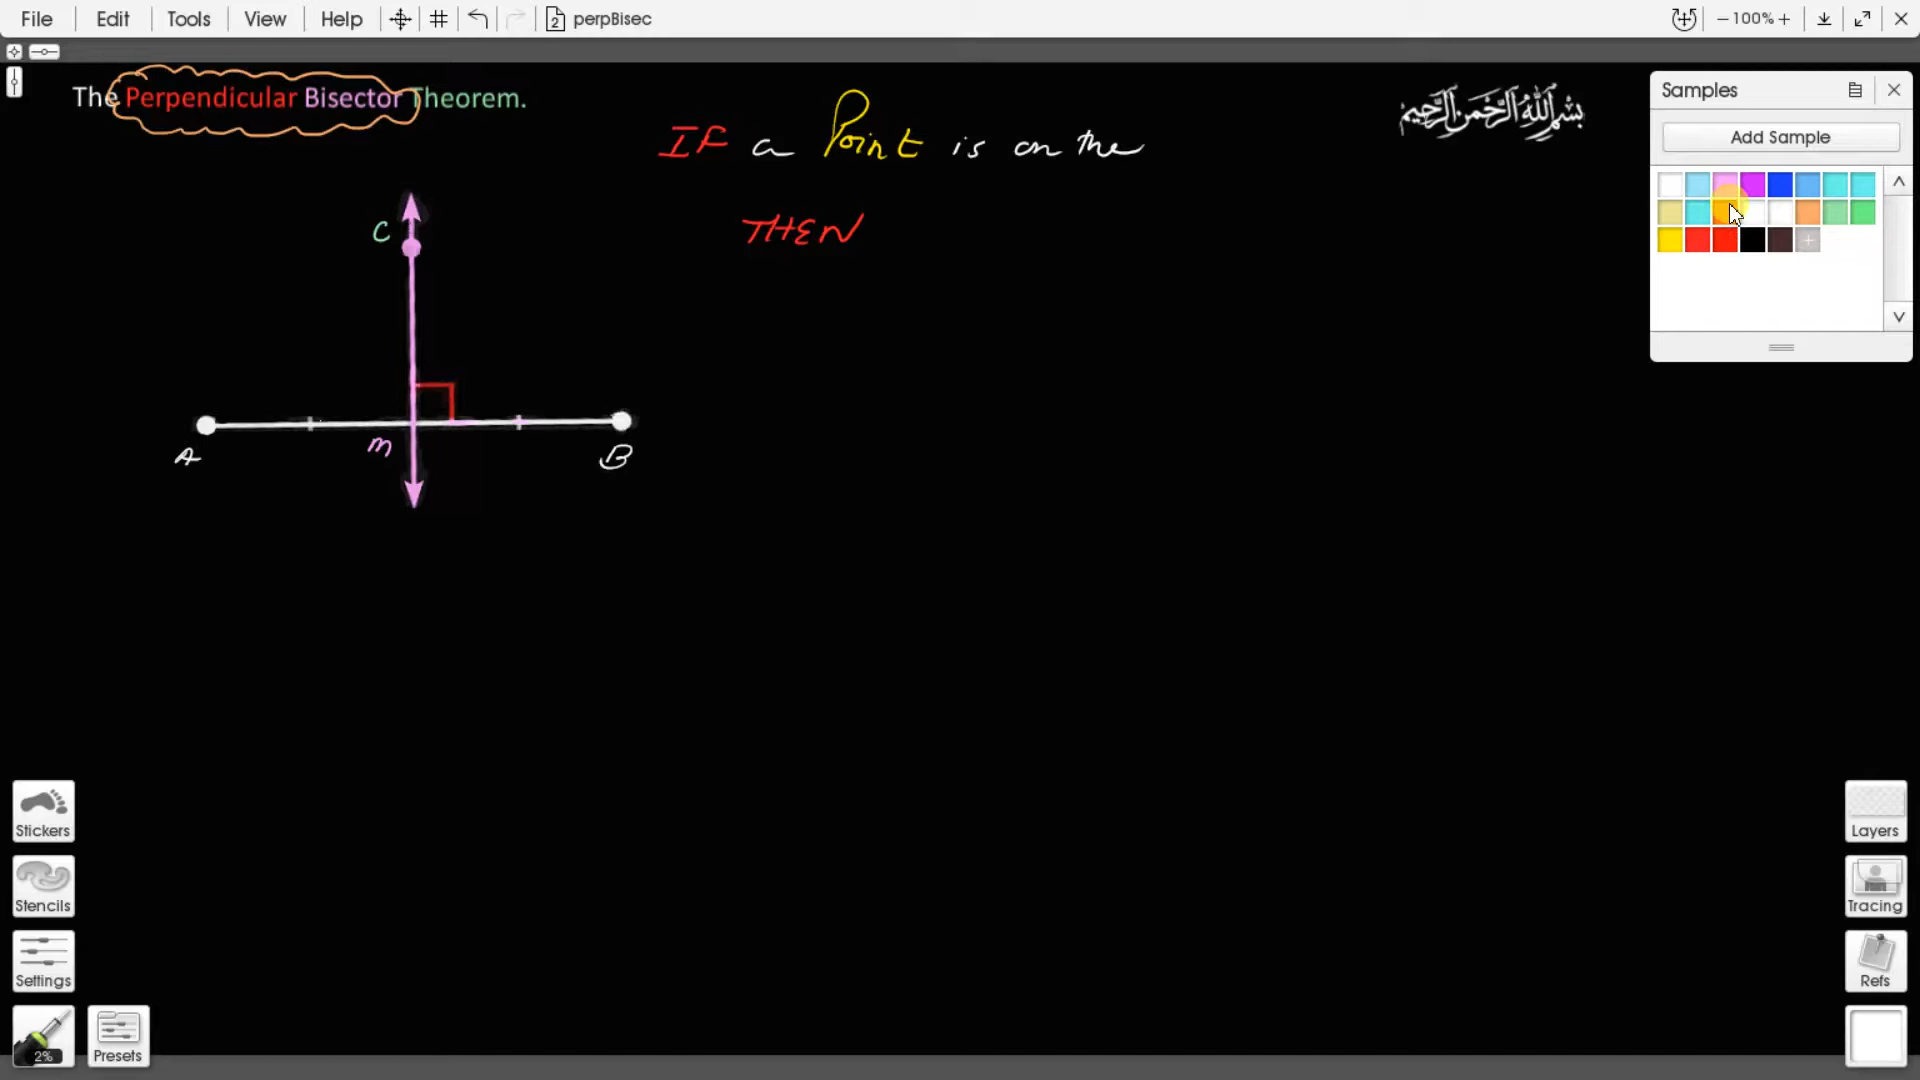 File Edit Tools View Help 2 perpBisec 100%
The Perpendicular Bisector Theorem.
IF a Point is on the
THEN
بسم الله الرحمن الرحيم
Samples
Add Sample
C
M
A
B
Stickers
Stencils
Settings
2%
Presets
Layers
Tracing
Refs